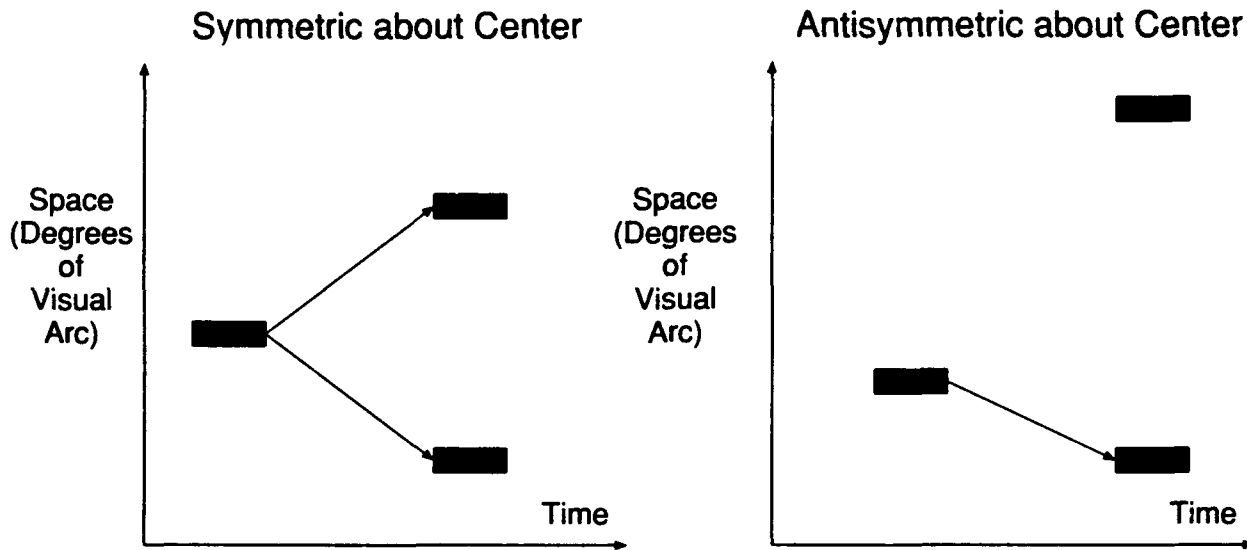 Symmetric about Center
Space
(Degrees
of
Visual
Arc)
Time
Antisymmetric about Center
Space
(Degrees
of
Visual
Arc)
Time